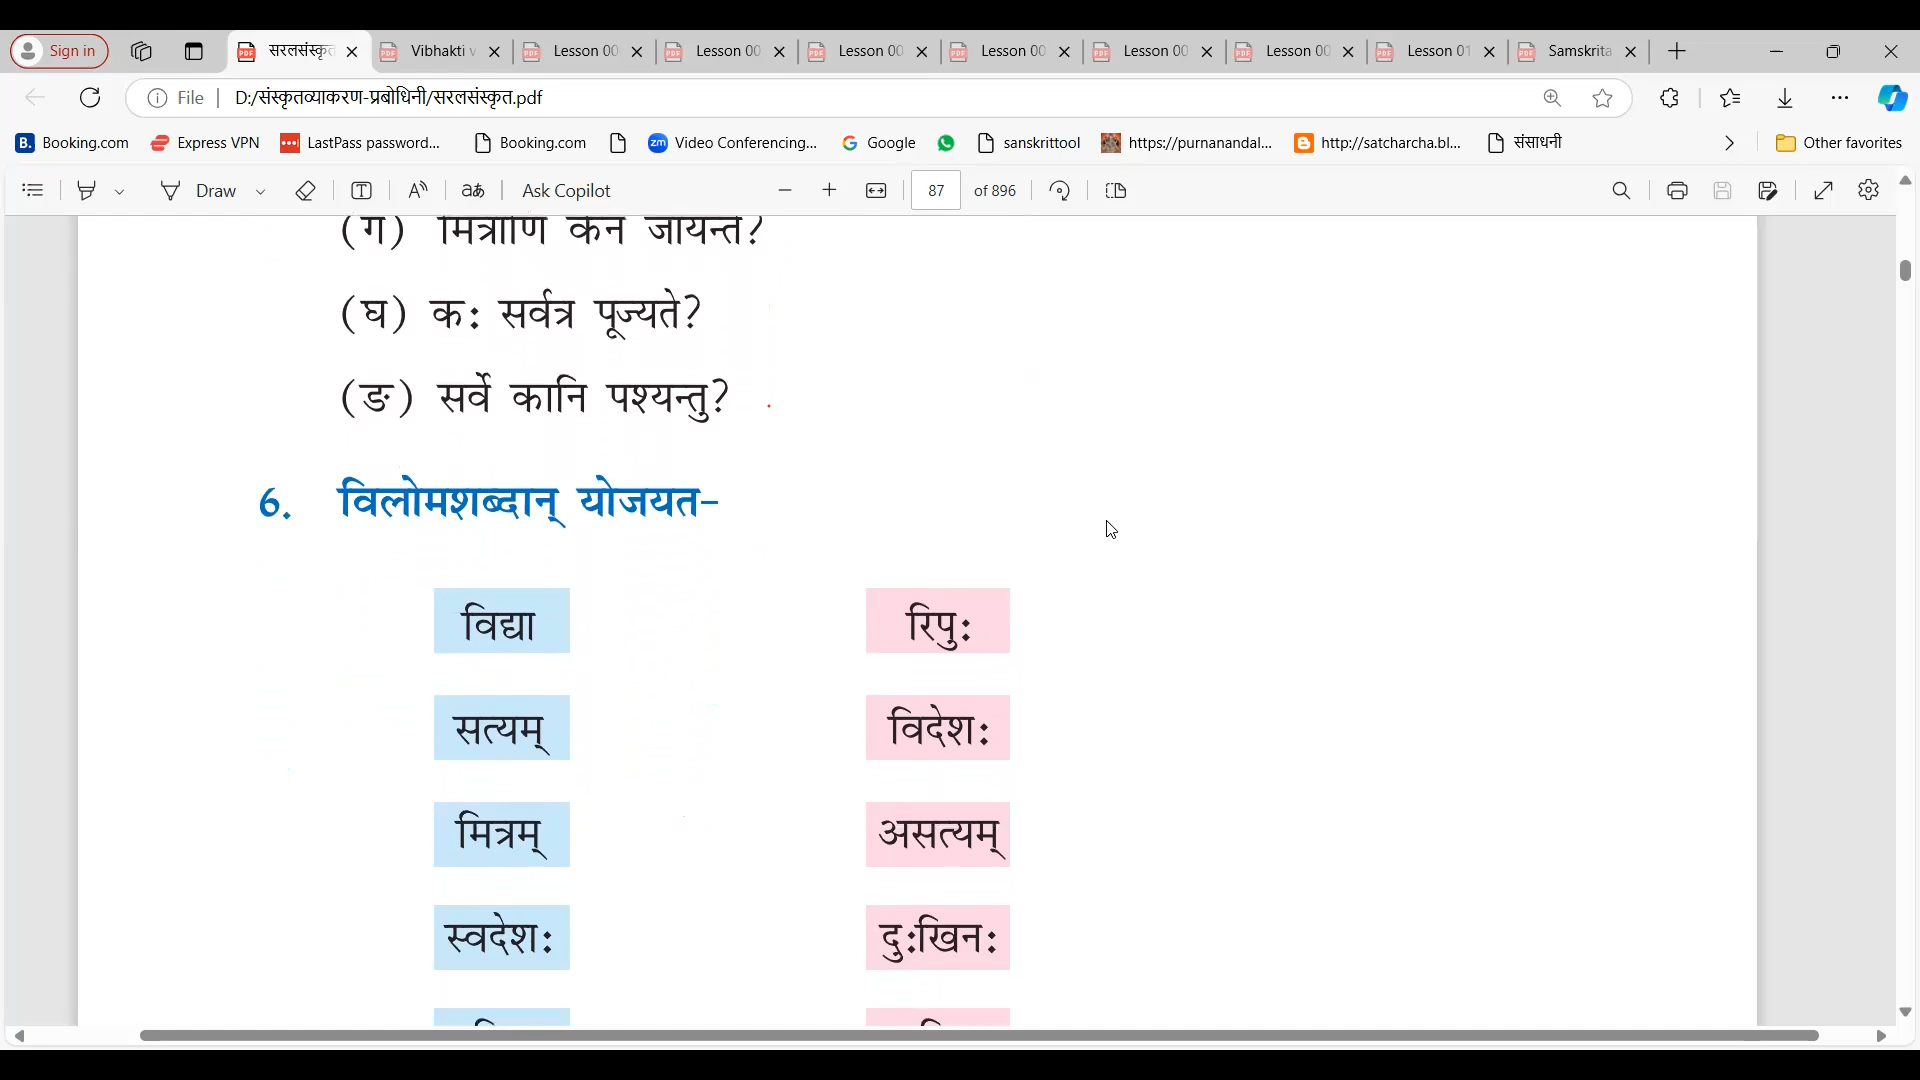 Sign in सरलसंस्कृत Vibhakti v Lesson 00 Lesson 00 Lesson 00 Lesson 00 Lesson 00 Lesson 00 Lesson 01 Samskrita
File D:/संस्कृतव्याकरण-प्रबोधिनी/सरलसंस्कृत.pdf
Booking.com Express VPN LastPass password... Booking.com Video Conferencing... Google sanskrittool https://purnanandal... http://satcharcha.bl... संसाधनी Other favorites
Draw Ask Copilot 87 of 896
(ग) मित्राणि केन जायन्ते?
(घ) कः सर्वत्र पूज्यते?
(ङ) सर्वे कानि पश्यन्तु?
6. विलोमशब्दान् योजयत-
विद्या रिपुः
सत्यम् विदेशः
मित्रम् असत्यम्
स्वदेशः दुःखिनः